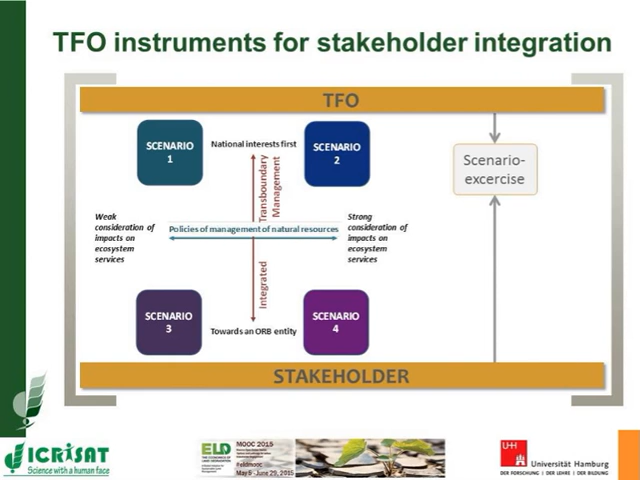 TFO instruments for stakeholder integration
TFO
SCENARIO
1
National interests first
SCENARIO
2
Transboundary
Management
Scenario-
excercise
Weak
consideration of
impacts on
ecosystem
services
Policies of management of natural resources
Strong
consideration of
impacts on
ecosystem
services
Integrated
SCENARIO
3
Towards an ORB entity
SCENARIO
4
STAKEHOLDER
ICRISAT
Science with a human face
ELD
MOOC 2015
May 5 - June 29, 2015
UH
Universität Hamburg
DER FORSCHUNG | DER LEHRE | DER BILDUNG